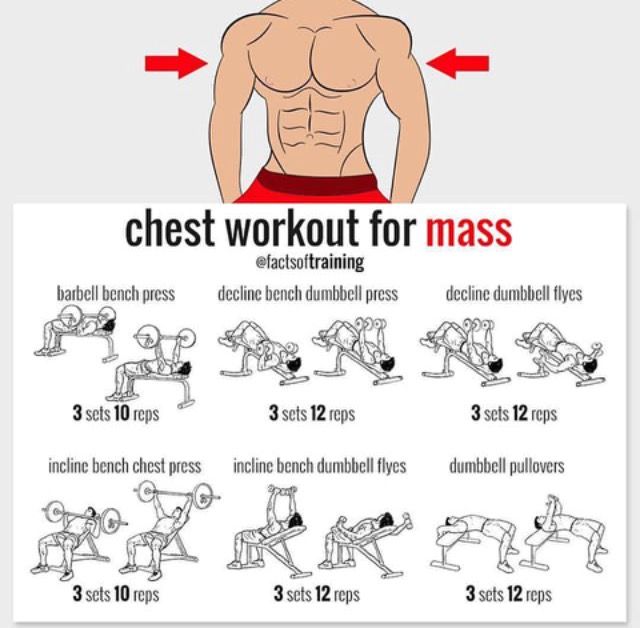 chest workout for mass
@factsoftraining
barbell bench press
decline bench dumbbell press
decline dumbbell flyes
3 sets 10 reps
3 sets 12 reps
3 sets 12 reps
incline bench chest press
incline bench dumbbell flyes
dumbbell pullovers
3 sets 10 reps
3 sets 12 reps
3 sets 12 reps